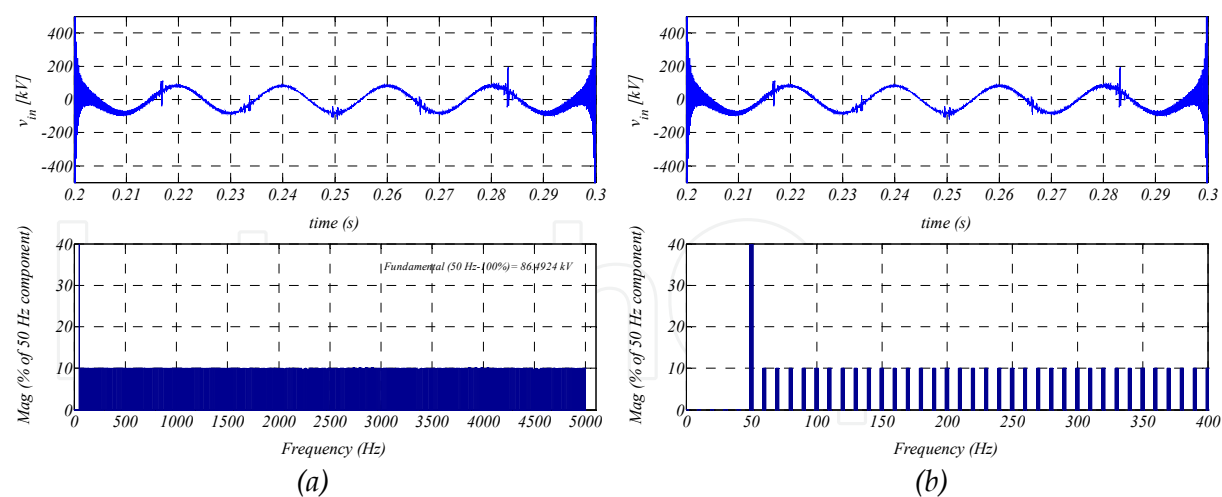 400
200
0
-200
-400
v_in [kV]
0.2 0.21 0.22 0.23 0.24 0.25 0.26 0.27 0.28 0.29 0.3
time (s)
40
30
20
10
0
Mag (% of 50 Hz component)
Fundamental (50 Hz-100%) = 86.4924 kV
0 500 1000 1500 2000 2500 3000 3500 4000 4500 5000
Frequency (Hz)
(a)
400
200
0
-200
-400
v_in [kV]
0.2 0.21 0.22 0.23 0.24 0.25 0.26 0.27 0.28 0.29 0.3
time (s)
40
30
20
10
0
Mag (% of 50 Hz component)
0 50 100 150 200 250 300 350 400
Frequency (Hz)
(b)